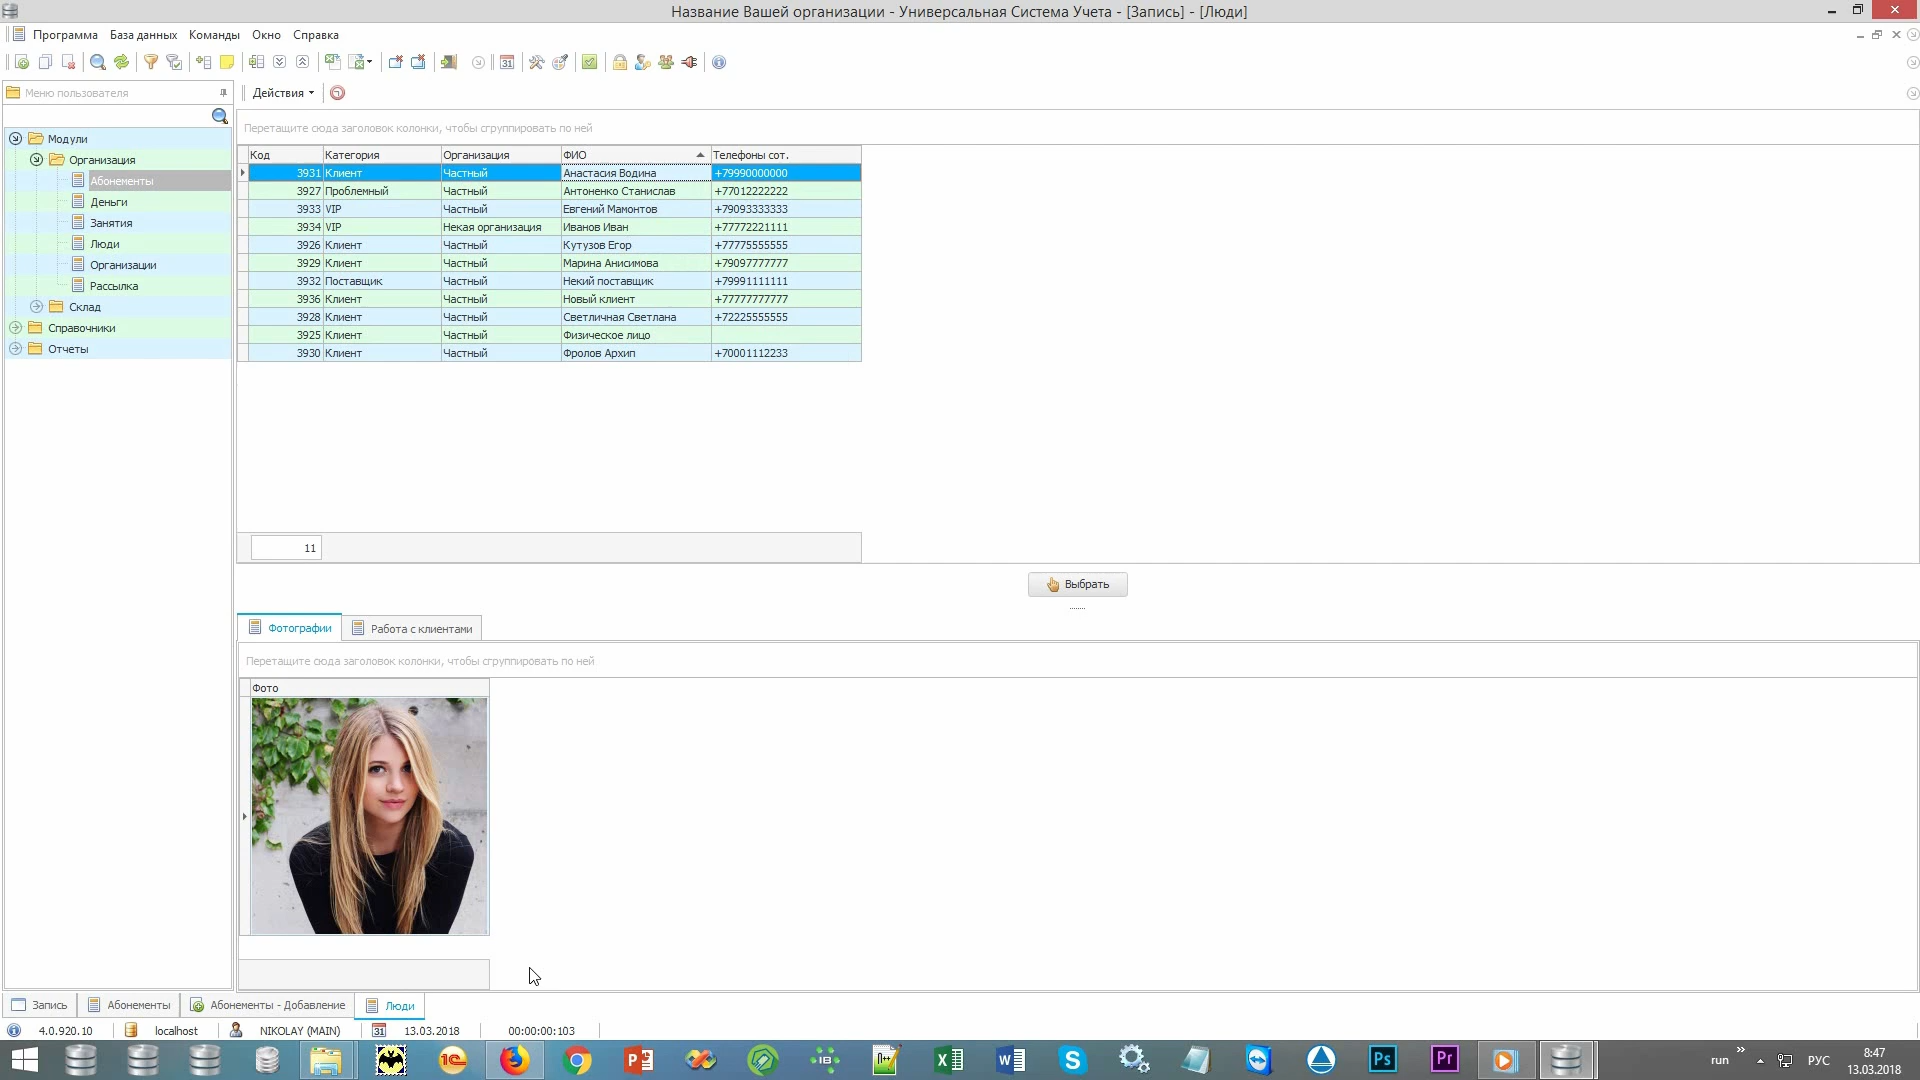 Название Вашей организации - Универсальная Система Учета - [Запись] - [Люди]
Программа База данных Команды Окно Справка
Меню пользователя
Действия
Перетащите сюда заголовок колонки, чтобы сгруппировать по ней
Модули
Организация
Абонементы
Деньги
Занятия
Люди
Организации
Рассылка
Склад
Справочники
Отчеты
Код Категория Организация ФИО Телефоны сот.
3931 Клиент Частный Анастасия Водина +79990000000
3927 Проблемный Частный Антоненко Станислав +77012222222
3933 VIP Частный Евгений Мамонтов +79093333333
3934 VIP Некая организация Иванов Иван +77772221111
3926 Клиент Частный Кутузов Егор +77775555555
3929 Клиент Частный Марина Анисимова +79097777777
3932 Поставщик Частный Некий поставщик +79991111111
3936 Клиент Частный Новый клиент +77777777777
3928 Клиент Частный Светличная Светлана +72225555555
3925 Клиент Частный Физическое лицо
3930 Клиент Частный Фролов Архип +70001112233
11
Выбрать
Фотографии Работа с клиентами
Перетащите сюда заголовок колонки, чтобы сгруппировать по ней
Фото
Запись Абонементы Абонементы - Добавление Люди
4.0.920.10 localhost NIKOLAY (MAIN) 31 13.03.2018 00:00:00:103
run РУС 8:47
13.03.2018